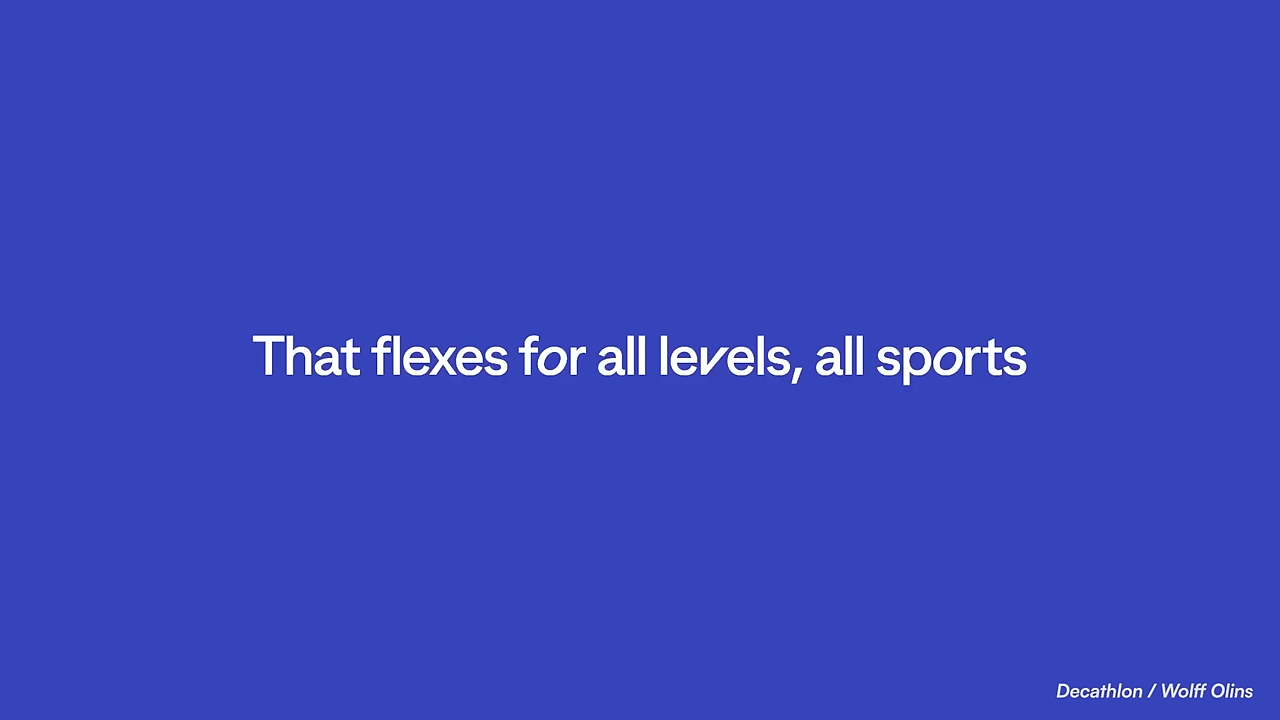 That flexes for all levels, all sports
Decathlon / Wolff Olins